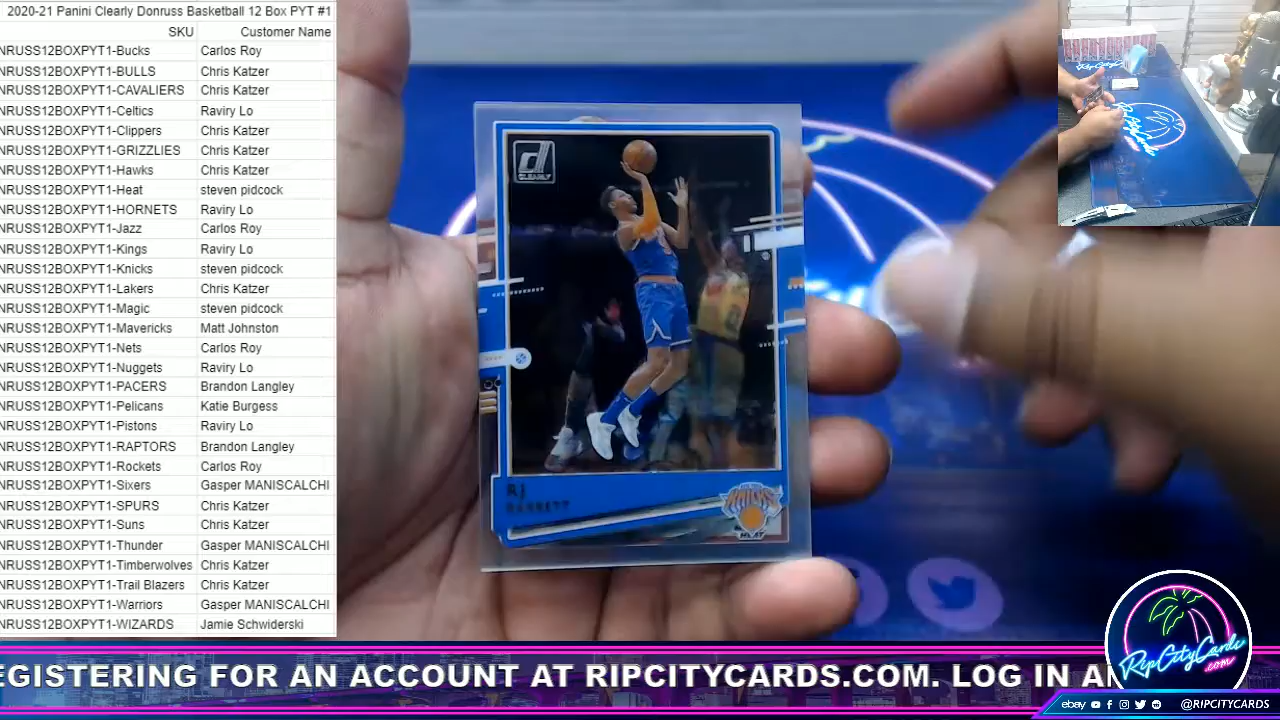 2020-21 Panini Clearly Donruss Basketball 12 Box PYT #1
SKU Customer Name
NRUSS12BOXPYT1-Bucks Carlos Roy
NRUSS12BOXPYT1-BULLS Chris Katzer
NRUSS12BOXPYT1-CAVALIERS Chris Katzer
NRUSS12BOXPYT1-Celtics Raviry Lo
NRUSS12BOXPYT1-Clippers Chris Katzer
NRUSS12BOXPYT1-GRIZZLIES Chris Katzer
NRUSS12BOXPYT1-Hawks Chris Katzer
NRUSS12BOXPYT1-Heat steven pidcock
NRUSS12BOXPYT1-HORNETS Raviry Lo
NRUSS12BOXPYT1-Jazz Carlos Roy
NRUSS12BOXPYT1-Kings Raviry Lo
NRUSS12BOXPYT1-Knicks steven pidcock
NRUSS12BOXPYT1-Lakers Chris Katzer
NRUSS12BOXPYT1-Magic steven pidcock
NRUSS12BOXPYT1-Mavericks Matt Johnston
NRUSS12BOXPYT1-Nets Carlos Roy
NRUSS12BOXPYT1-Nuggets Raviry Lo
NRUSS12BOXPYT1-PACERS Brandon Langley
NRUSS12BOXPYT1-Pelicans Katie Burgess
NRUSS12BOXPYT1-Pistons Raviry Lo
NRUSS12BOXPYT1-RAPTORS Brandon Langley
NRUSS12BOXPYT1-Rockets Carlos Roy
NRUSS12BOXPYT1-Sixers Gasper MANISCALCHI
NRUSS12BOXPYT1-SPURS Chris Katzer
NRUSS12BOXPYT1-Suns Chris Katzer
NRUSS12BOXPYT1-Thunder Gasper MANISCALCHI
NRUSS12BOXPYT1-Timberwolves Chris Katzer
NRUSS12BOXPYT1-Trail Blazers Chris Katzer
NRUSS12BOXPYT1-Warriors Gasper MANISCALCHI
NRUSS12BOXPYT1-WIZARDS Jamie Schwiderski
d
CLEARLY
RJ
BARRETT
KNICKS
EGISTERING FOR AN ACCOUNT AT RIPCITYCARDS.COM. LOG IN A
RipCityCards
.com
ebay @RIPCITYCARDS